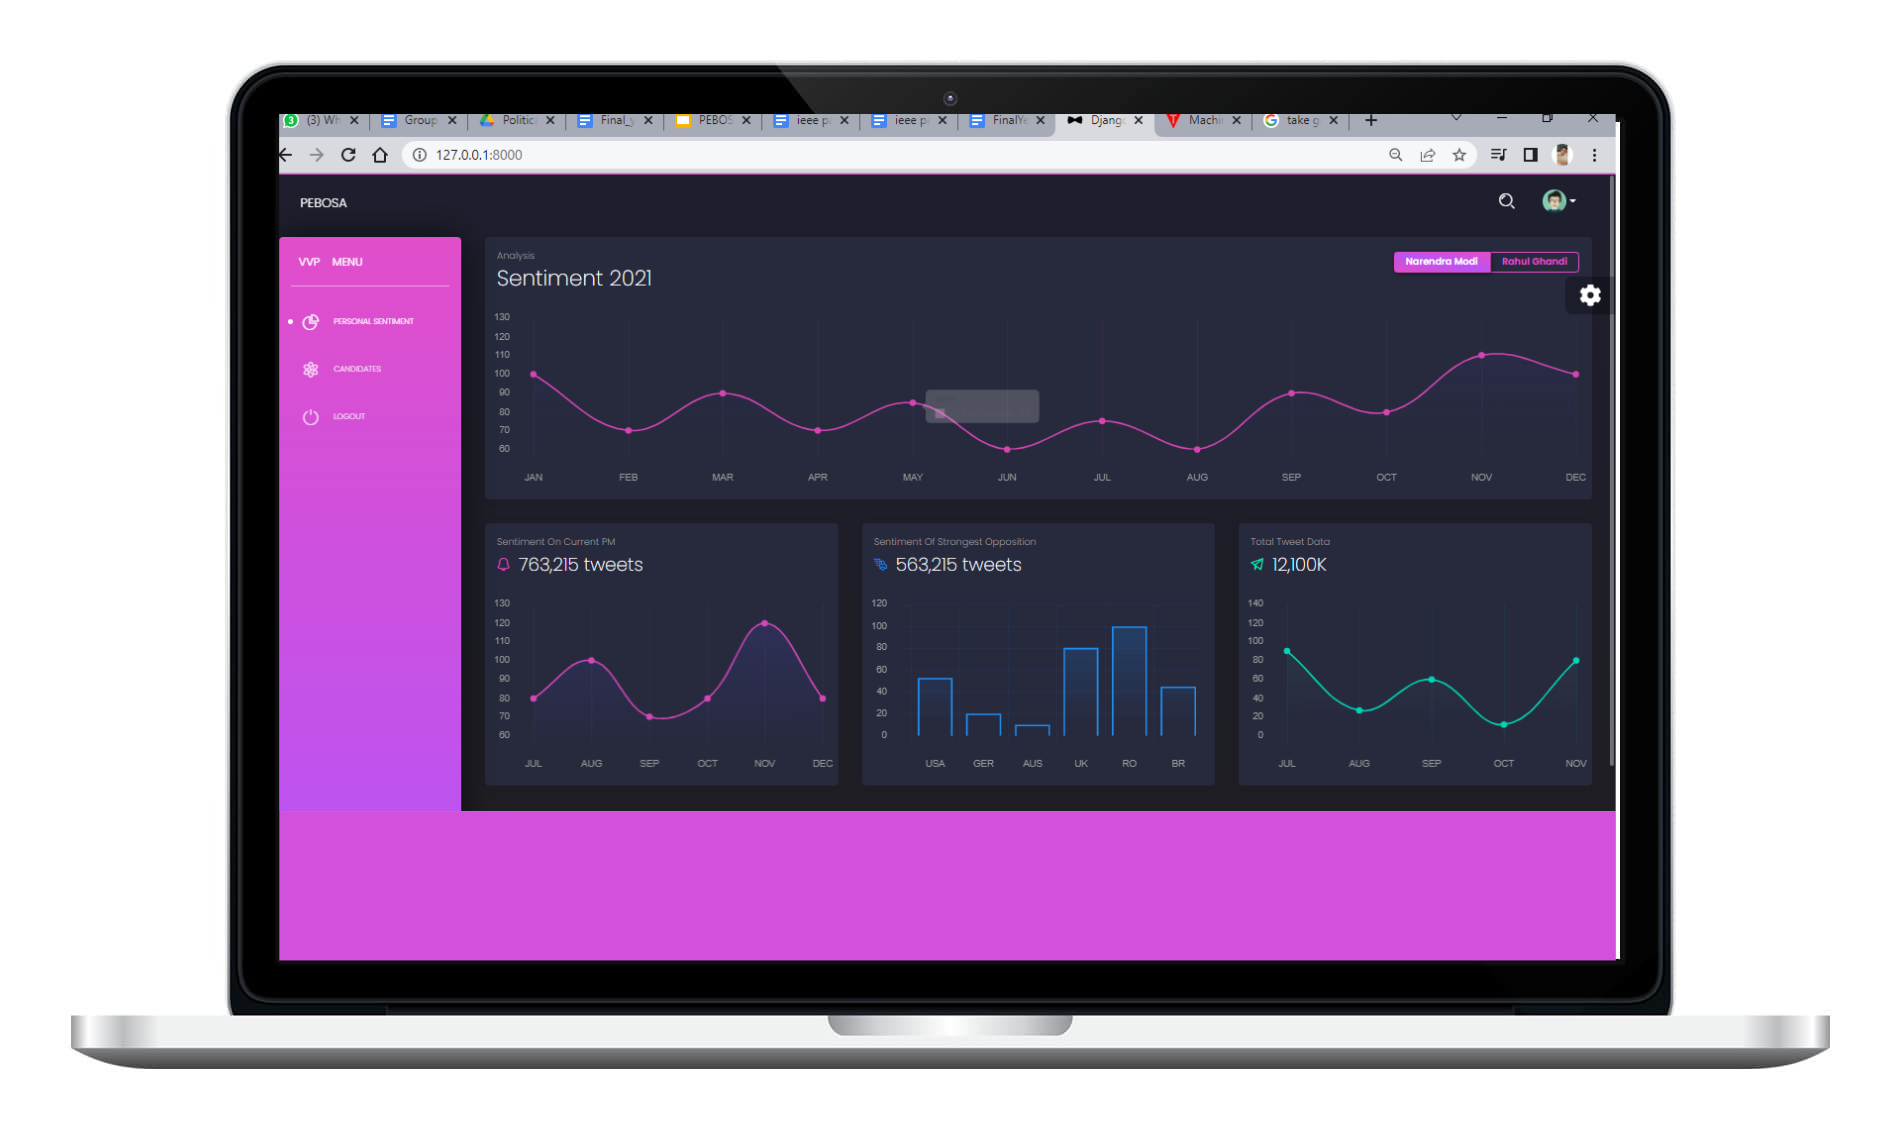 3 (3) Wh Group Politic Final_y PEBOS ieee p ieee p FinalYe Djang Machi take g
127.0.0.1:8000
PEBOSA
VVP MENU
PERSONAL SENTIMENT
CANDIDATES
LOGOUT
Analysis
Sentiment 2021
Narendra Modi Rahul Ghandi
130
120
110
100
90
80
70
60
JAN FEB MAR APR MAY JUN JUL AUG SEP OCT NOV DEC
Sentiment On Current PM
763,215 tweets
130
120
110
100
90
80
70
60
JUL AUG SEP OCT NOV DEC
Sentiment Of Strongest Opposition
563,215 tweets
120
100
80
60
40
20
0
USA GER AUS UK RO BR
Total Tweet Data
12,100K
140
120
100
80
60
40
20
0
JUL AUG SEP OCT NOV